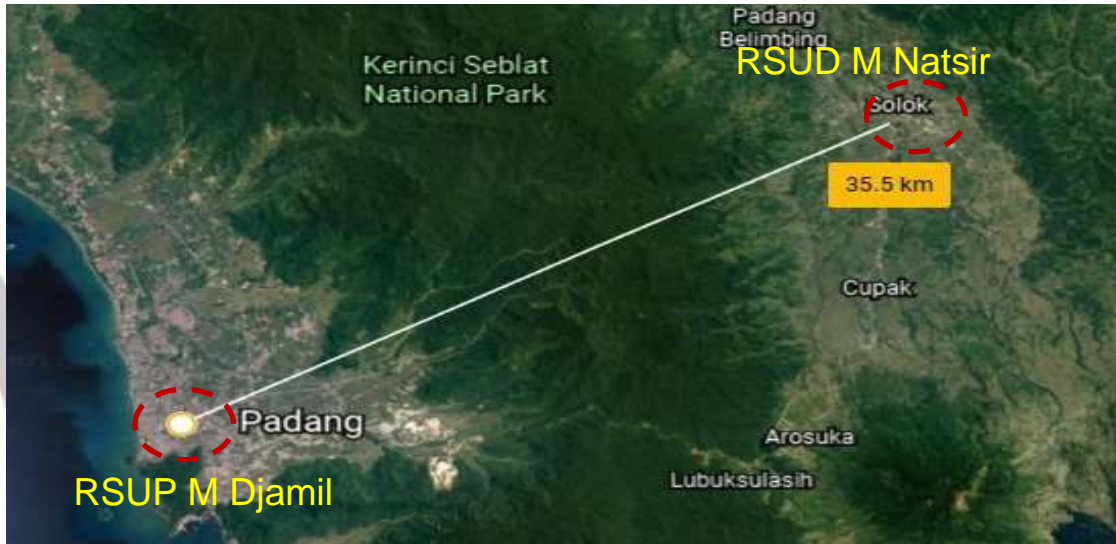 Padang
Belimbing
Kerinci Seblat
National Park
RSUD M Natsir
Solok
35.5 km
Cupak
Padang
Arosuka
Lubuksulasih
RSUP M Djamil